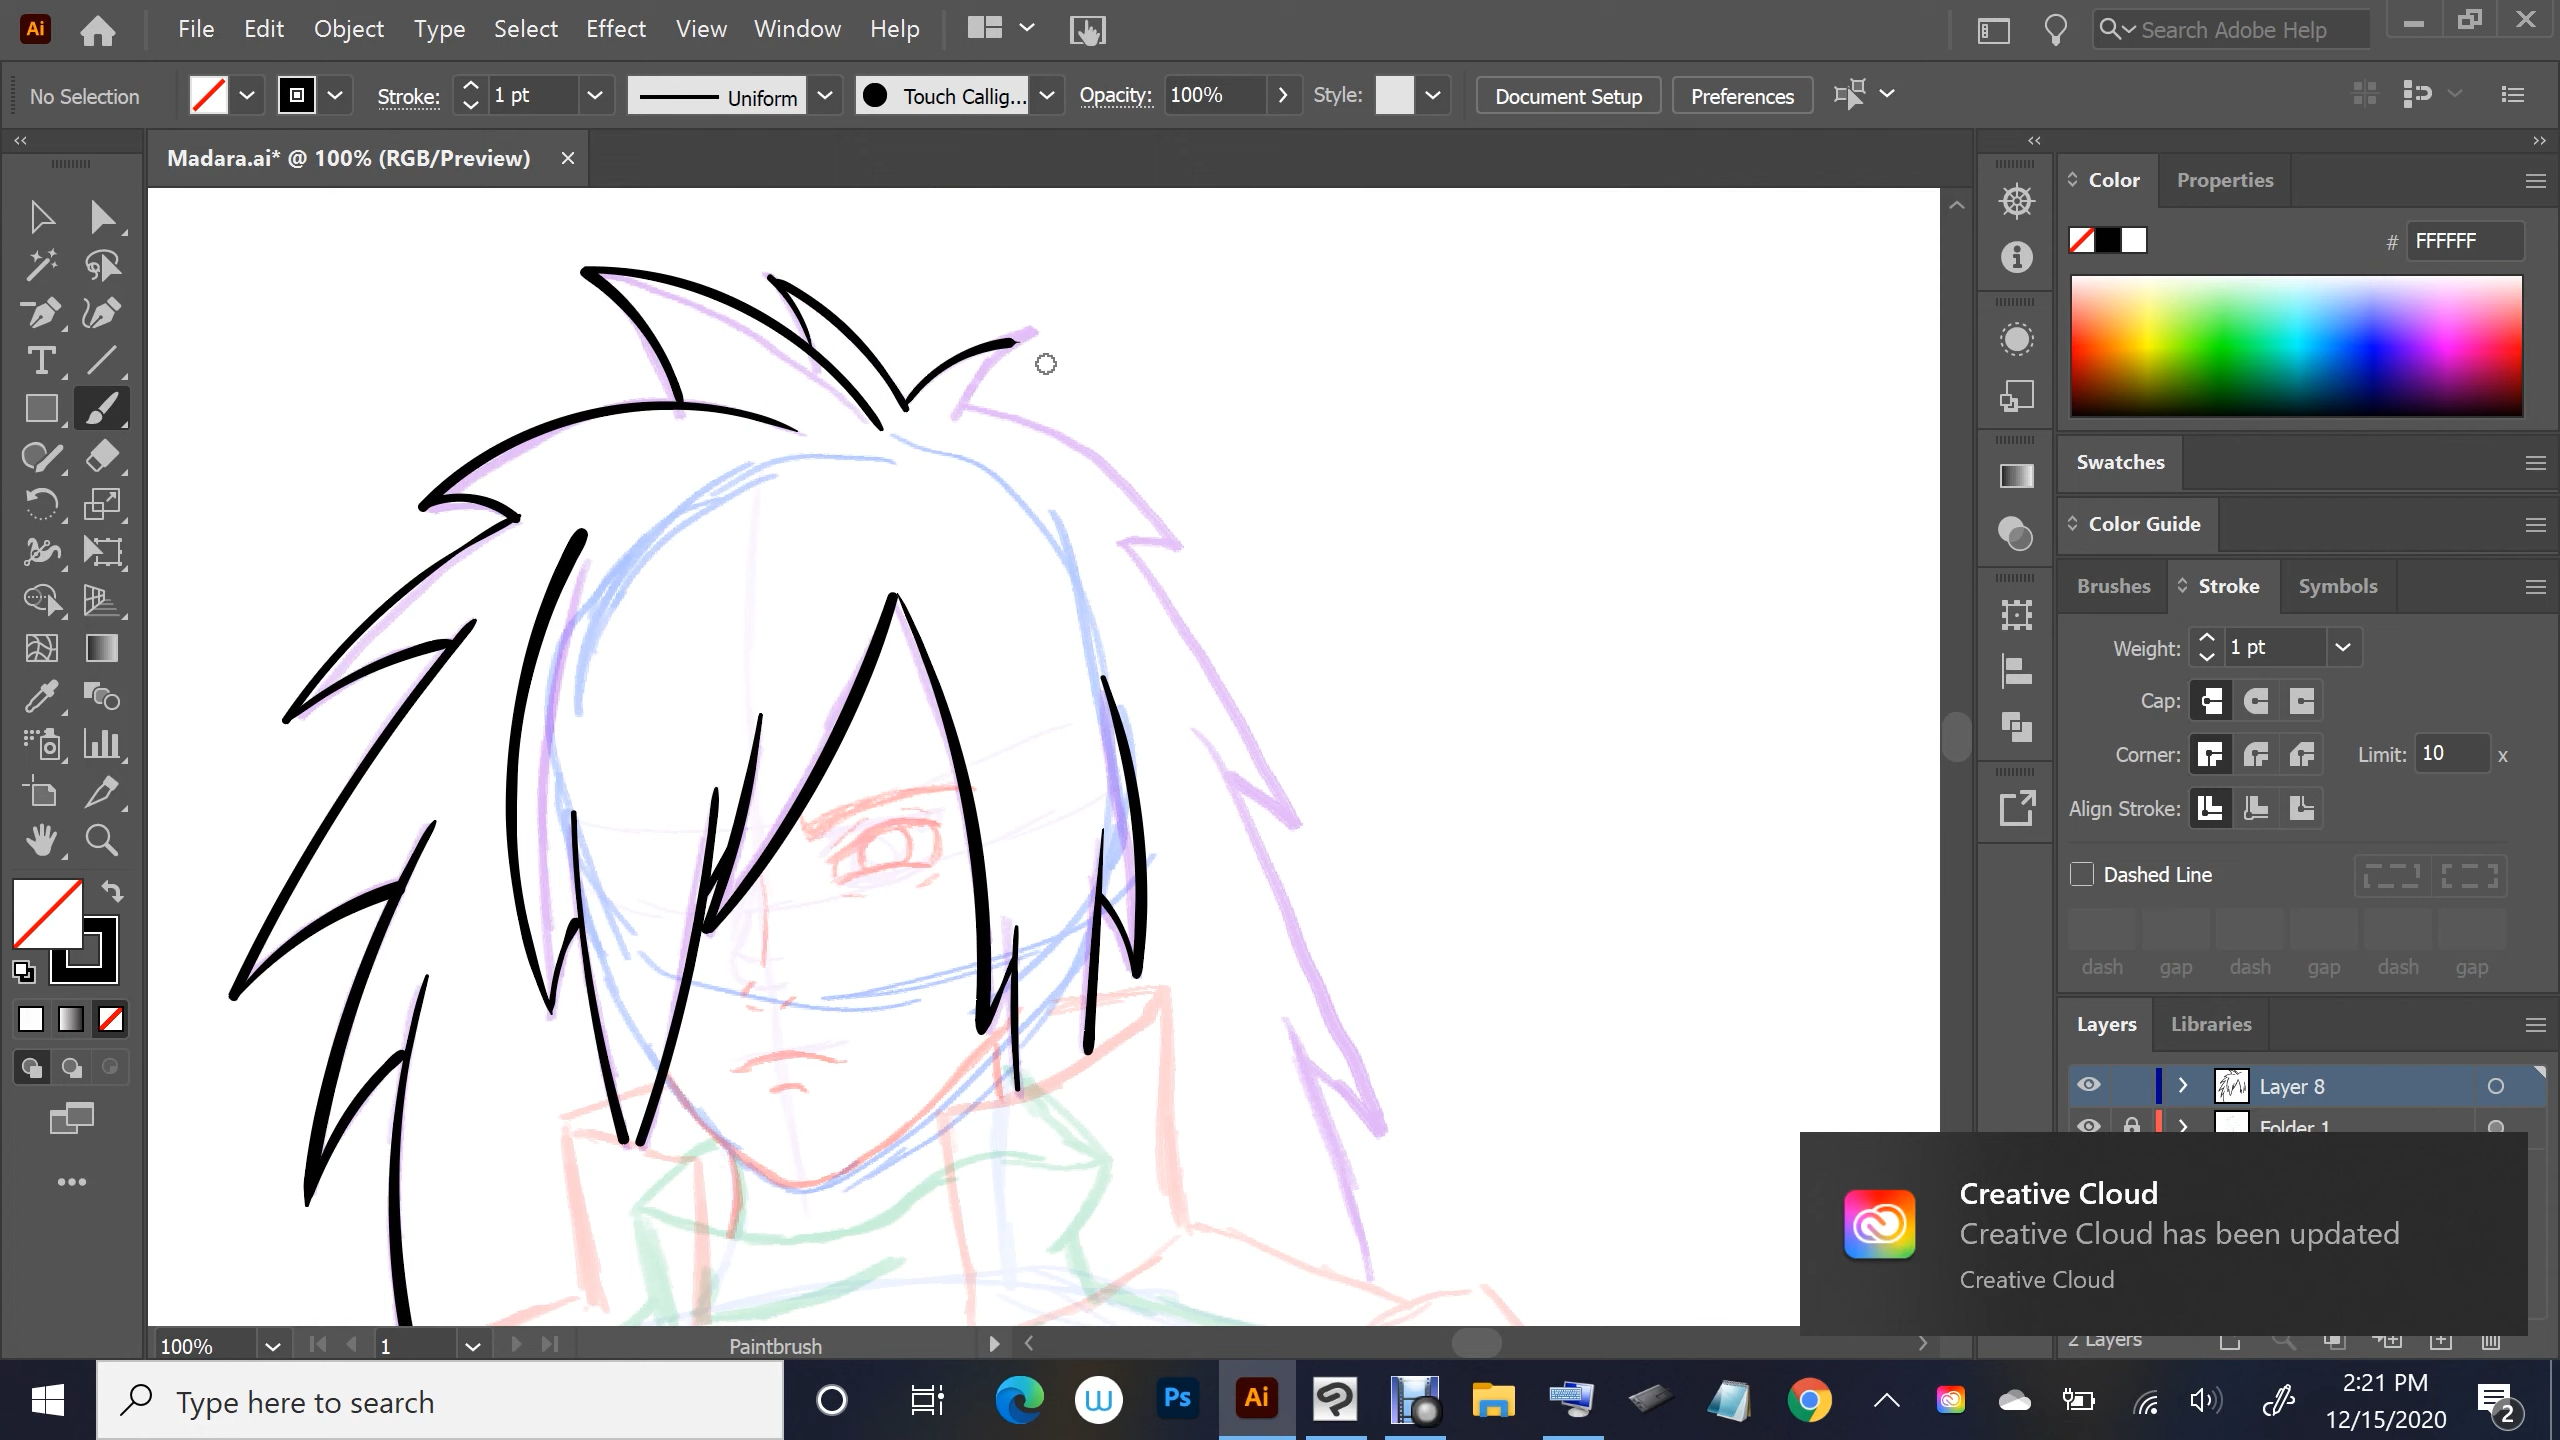 Ai File Edit Object Type Select Effect View Window Help Search Adobe Help
No Selection Stroke: 1 pt Uniform Touch Callig... Opacity: 100% Style: Document Setup Preferences
Madara.ai* @ 100% (RGB/Preview)
Color Properties
# FFFFFF
Swatches
Color Guide
Brushes Stroke Symbols
Weight: 1 pt
Cap:
Corner: Limit: 10 x
Align Stroke:
Dashed Line
dash gap dash gap dash gap
Layers Libraries
Layer 8
Folder 1
Creative Cloud
Creative Cloud has been updated
Creative Cloud
2 Layers
100% 1 Paintbrush
Type here to search
Ps Ai
2:21 PM
12/15/2020
2